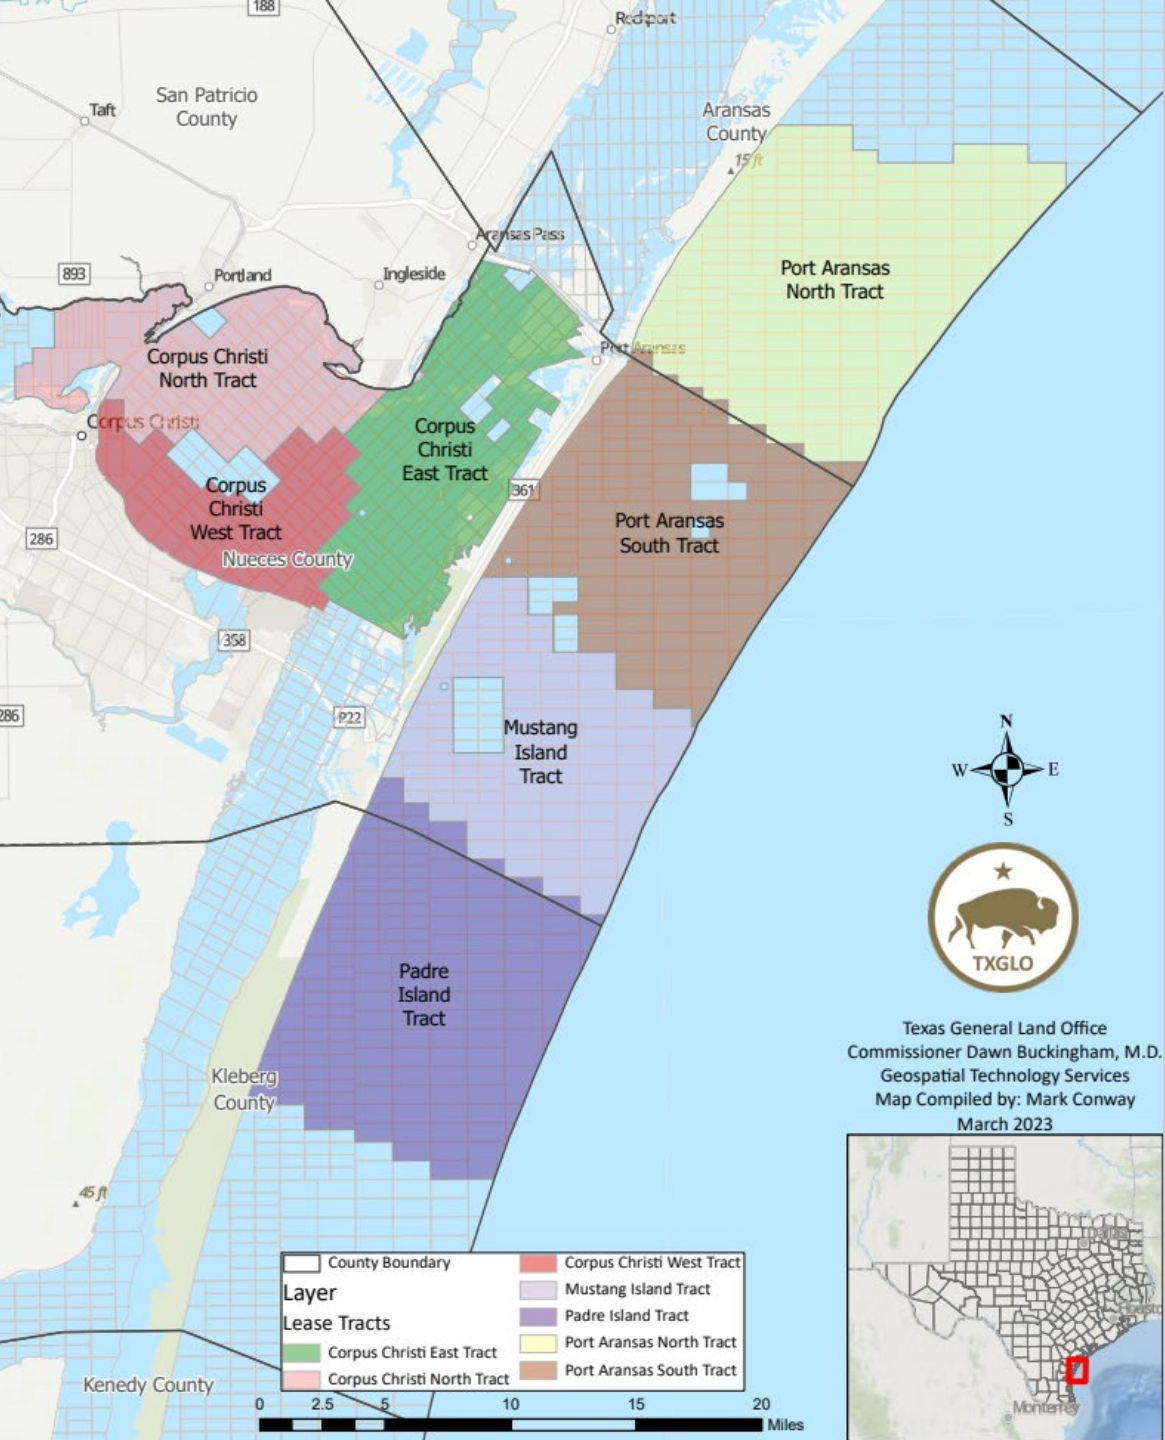 188
Rockport
San Patricio
County
Taft
Aransas
County
15 ft
Aransas Pass
893
Portland
Ingleside
Port Aransas
North Tract
Corpus Christi
North Tract
Port Aransas
Corpus Christi
Corpus
Christi
East Tract
361
Corpus
Christi
West Tract
Port Aransas
South Tract
286
Nueces County
358
286
P22
Mustang
Island
Tract
N
W
E
S
TXGLO
Padre
Island
Tract
Texas General Land Office
Commissioner Dawn Buckingham, M.D.
Geospatial Technology Services
Map Compiled by: Mark Conway
March 2023
Kleberg
County
45 ft
County Boundary
Layer
Lease Tracts
Corpus Christi East Tract
Corpus Christi North Tract
Corpus Christi West Tract
Mustang Island Tract
Padre Island Tract
Port Aransas North Tract
Port Aransas South Tract
Kenedy County
0 2.5 5 10 15 20
Miles
Dallas
Housto
Monterrey